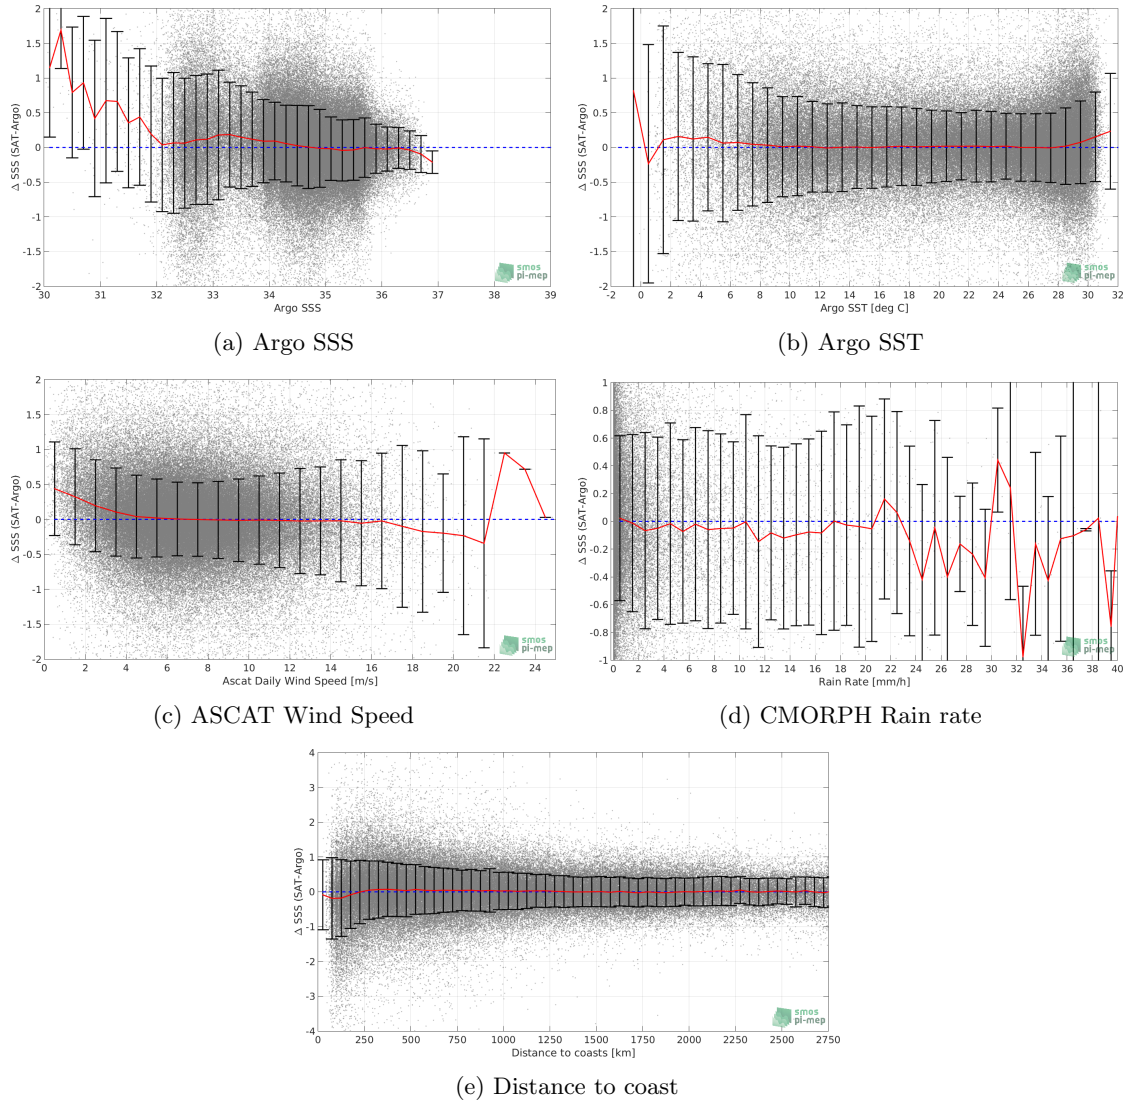 2
1.5
1
0.5
0
-0.5
-1
-1.5
-2
Δ SSS (SAT-Argo)
30 31 32 33 34 35 36 37 38 39
Argo SSS
smos
pi-mep
(a) Argo SSS
2
1.5
1
0.5
0
-0.5
-1
-1.5
-2
Δ SSS (SAT-Argo)
-2 0 2 4 6 8 10 12 14 16 18 20 22 24 26 28 30 32
Argo SST [deg C]
smos
pi-mep
(b) Argo SST
2
1.5
1
0.5
0
-0.5
-1
-1.5
-2
Δ SSS (SAT-Argo)
0 2 4 6 8 10 12 14 16 18 20 22 24
Ascat Daily Wind Speed [m/s]
smos
pi-mep
(c) ASCAT Wind Speed
1
0.8
0.6
0.4
0.2
0
-0.2
-0.4
-0.6
-0.8
-1
Δ SSS (SAT-Argo)
0 2 4 6 8 10 12 14 16 18 20 22 24 26 28 30 32 34 36 38 40
Rain Rate [mm/h]
smos
pi-mep
(d) CMORPH Rain rate
4
3
2
1
0
-1
-2
-3
-4
Δ SSS (SAT-Argo)
0 250 500 750 1000 1250 1500 1750 2000 2250 2500 2750
Distance to coasts [km]
smos
pi-mep
(e) Distance to coast